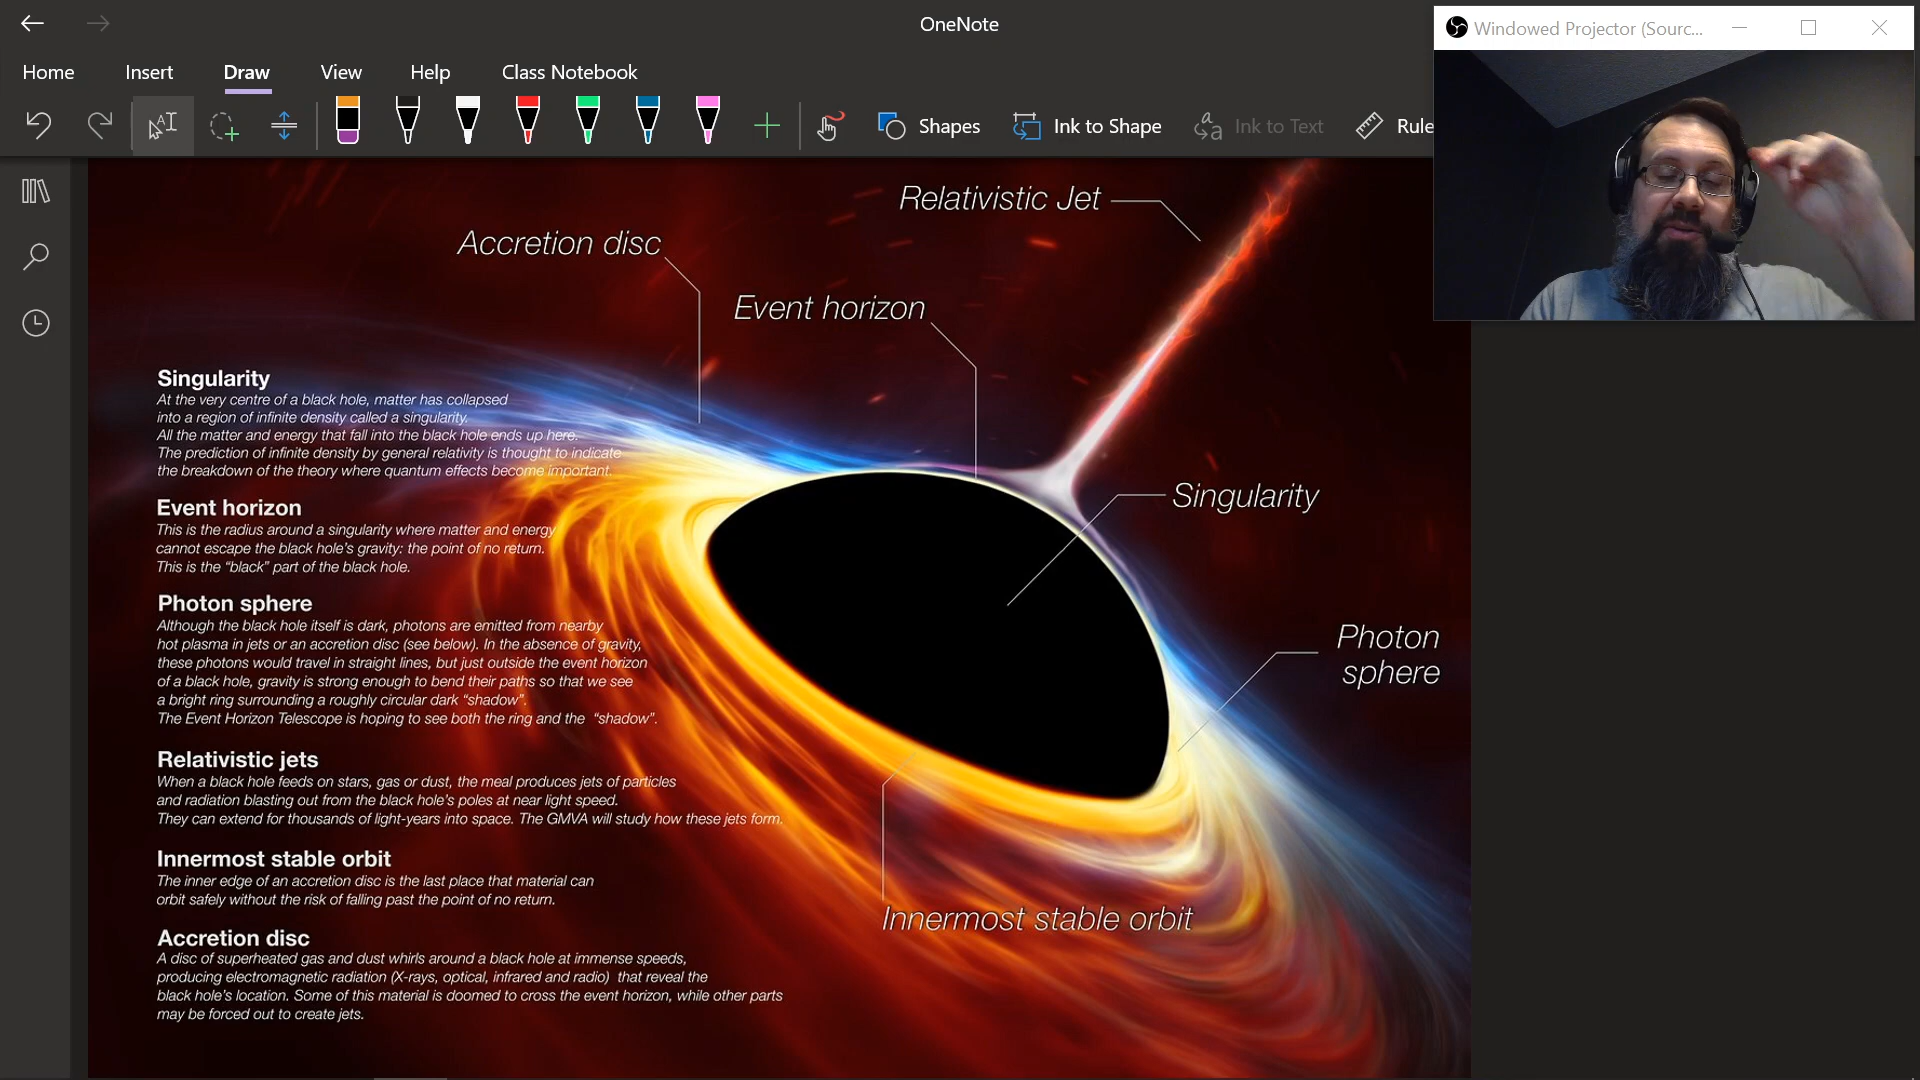 OneNote
Windowed Projector (Sourc...
Home Insert Draw View Help Class Notebook
Shapes Ink to Shape Ink to Text Rule
Relativistic Jet
Accretion disc
Event horizon
Singularity
Photon
sphere
Innermost stable orbit
Singularity
At the very centre of a black hole, matter has collapsed
into a region of infinite density called a singularity.
All the matter and energy that fall into the black hole ends up here.
The prediction of infinite density by general relativity is thought to indicate
the breakdown of the theory where quantum effects become important.
Event horizon
This is the radius around a singularity where matter and energy
cannot escape the black hole's gravity: the point of no return.
This is the "black" part of the black hole.
Photon sphere
Although the black hole itself is dark, photons are emitted from nearby
hot plasma in jets or an accretion disc (see below). In the absence of gravity,
these photons would travel in straight lines, but just outside the event horizon
of a black hole, gravity is strong enough to bend their paths so that we see
a bright ring surrounding a roughly circular dark "shadow".
The Event Horizon Telescope is hoping to see both the ring and the "shadow".
Relativistic jets
When a black hole feeds on stars, gas or dust, the meal produces jets of particles
and radiation blasting out from the black hole's poles at near light speed.
They can extend for thousands of light-years into space. The GMVA will study how these jets form.
Innermost stable orbit
The inner edge of an accretion disc is the last place that material can
orbit safely without the risk of falling past the point of no return.
Accretion disc
A disc of superheated gas and dust whirls around a black hole at immense speeds,
producing electromagnetic radiation (X-rays, optical, infrared and radio) that reveal the
black hole's location. Some of this material is doomed to cross the event horizon, while other parts
may be forced out to create jets.